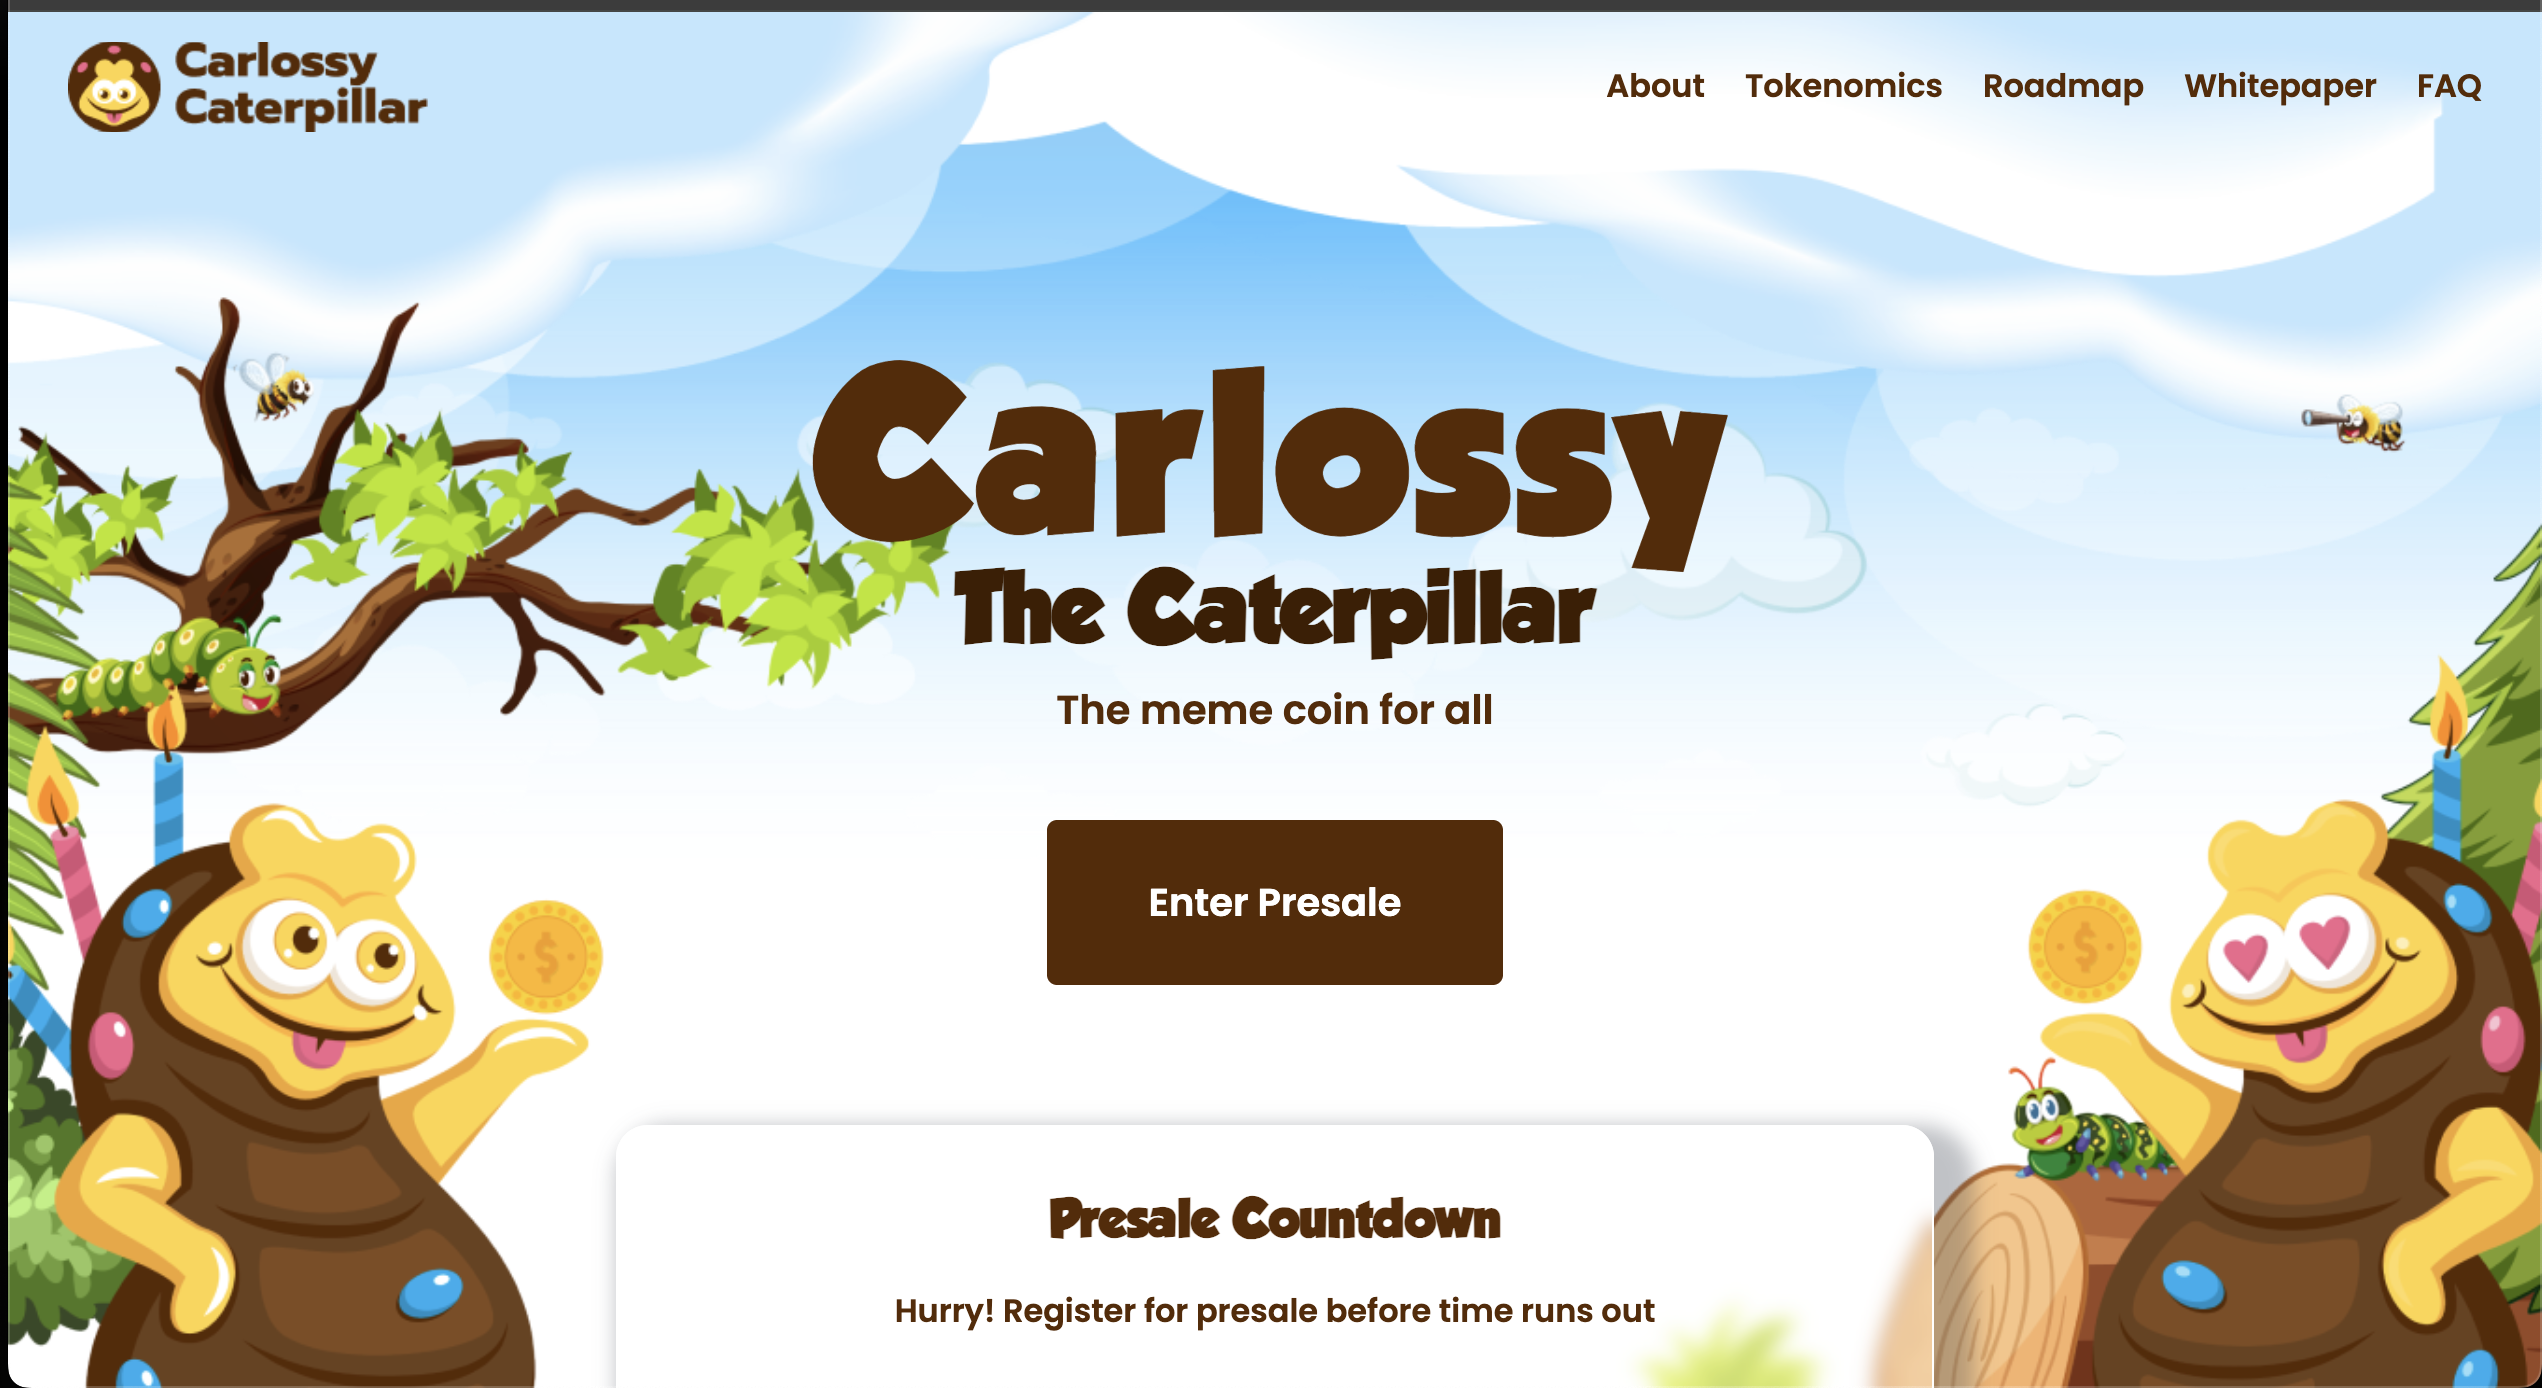 Carlossy
Caterpillar
About Tokenomics Roadmap Whitepaper FAQ
Carlossy
The Caterpillar
The meme coin for all
Enter Presale
$
$
Presale Countdown
Hurry! Register for presale before time runs out